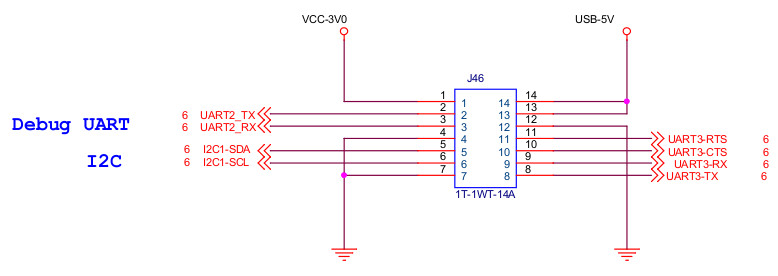 VCC-3V0 USB-5V
J46
1 1 14 14
6 UART2_TX 2 2 13 13
Debug UART 6 UART2_RX 3 3 12 12
4 4 11 11 UART3-RTS 6
I2C 6 I2C1-SDA 5 5 10 10 UART3-CTS 6
6 I2C1-SCL 6 6 9 9 UART3-RX 6
7 7 8 8 UART3-TX 6
1T-1WT-14A